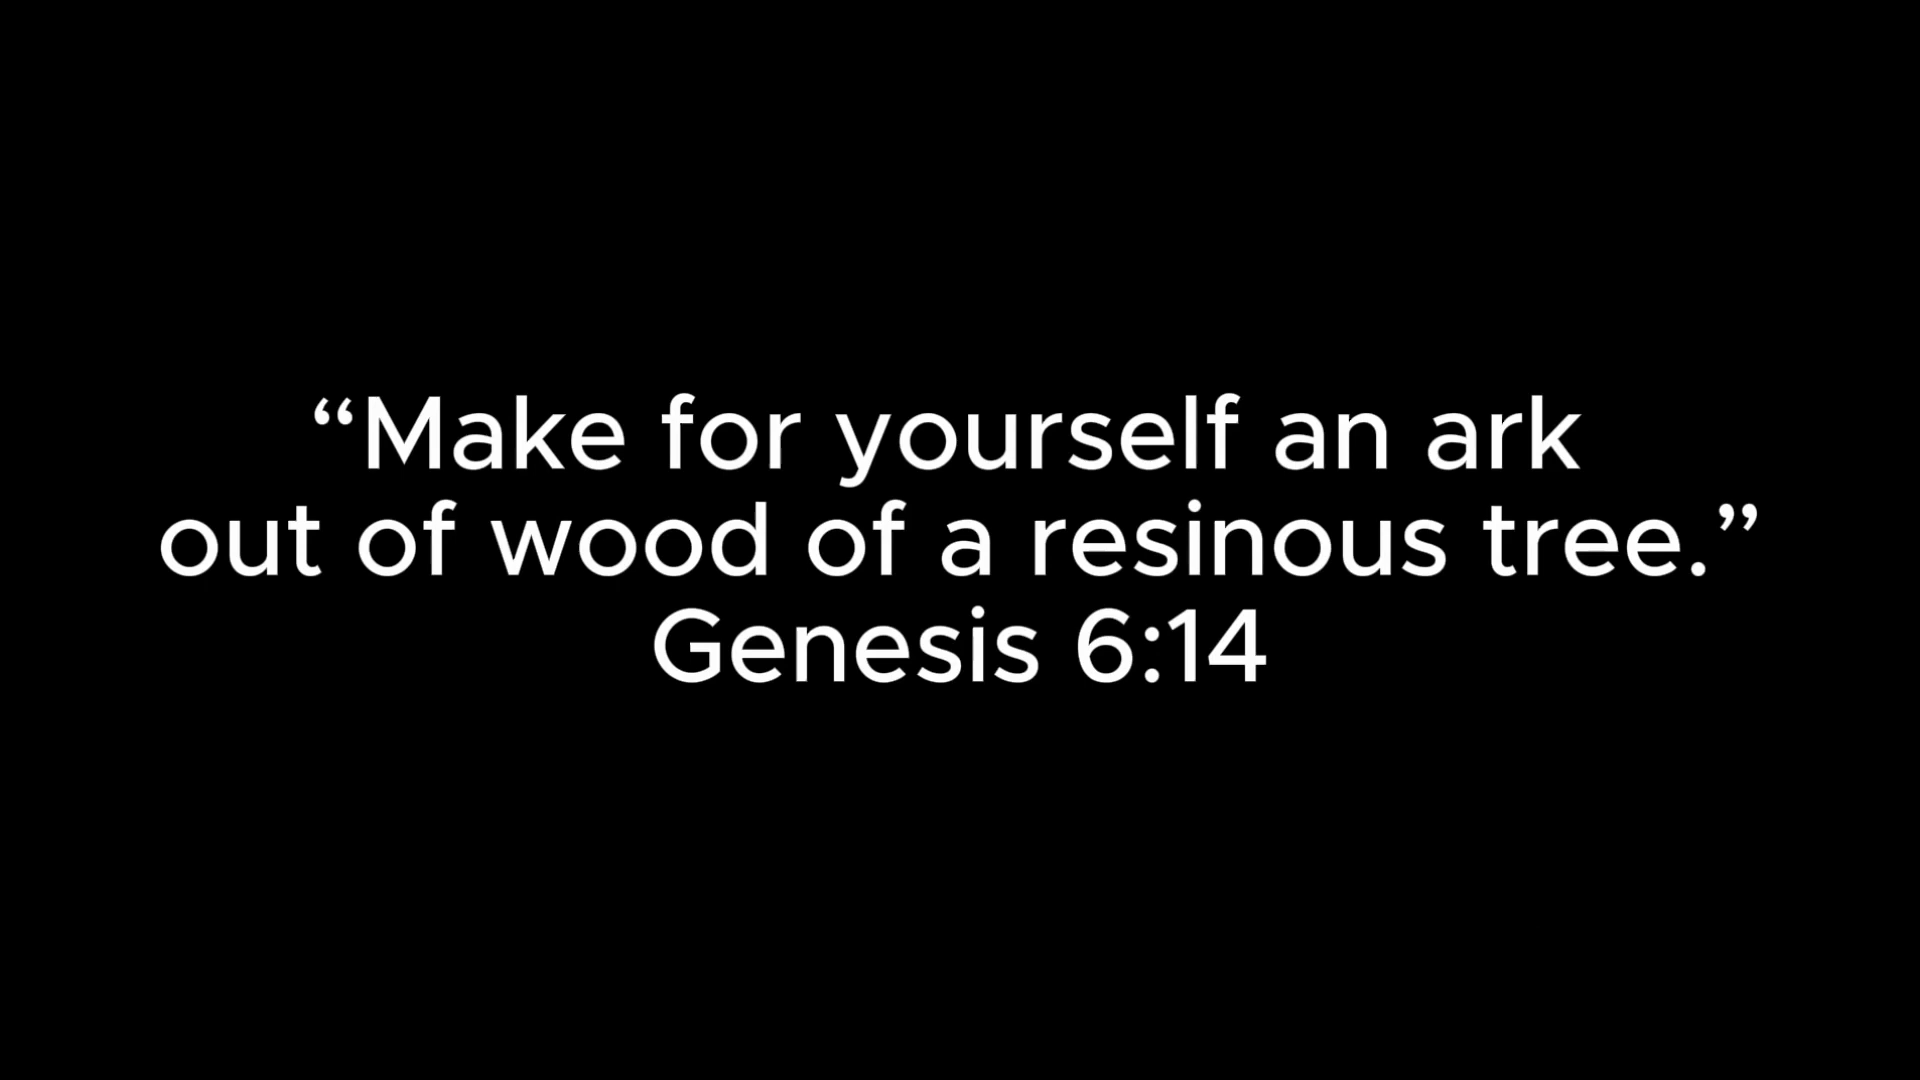 “Make for yourself an ark
out of wood of a resinous tree.”
Genesis 6:14